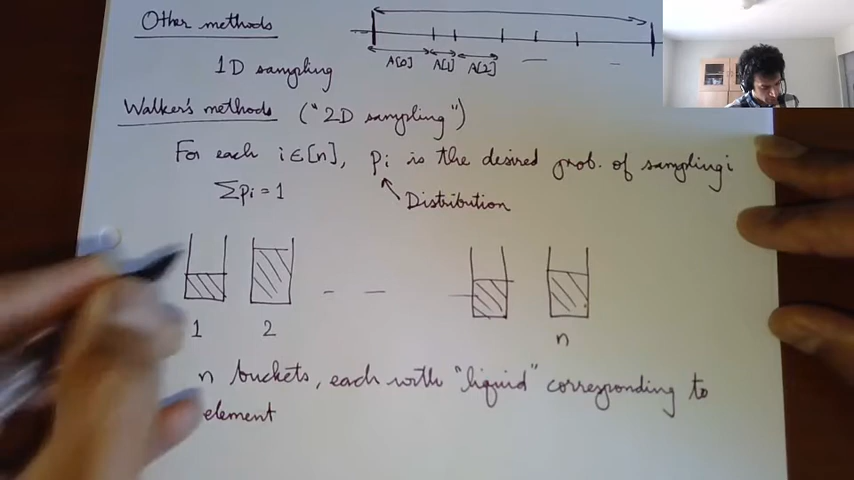 Other methods
A[0] A[1] A[2]
1D sampling
Walker's methods ("2D sampling")
For each i∈[n], pi is the desired prob. of sampling i
Σpi = 1
Distribution
1 2 n
n buckets, each with "liquid" corresponding to
element